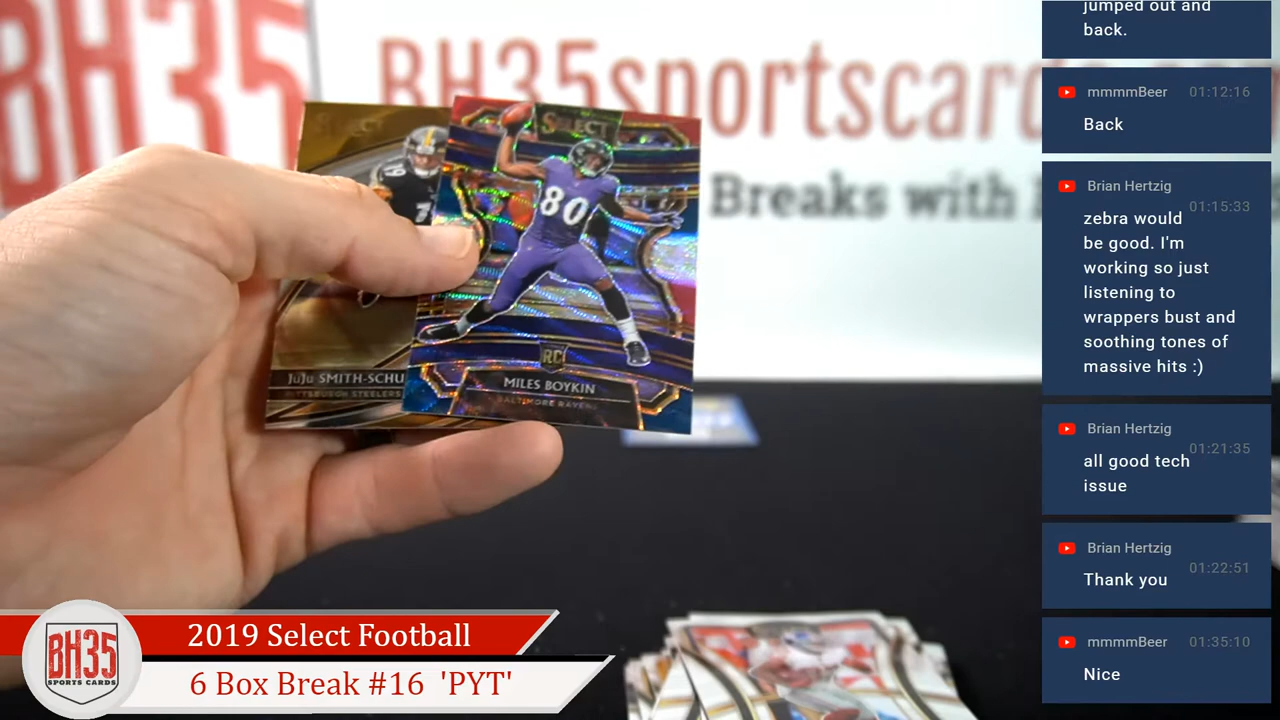 BH35
BH35sportscards
Breaks with
SELECT
80
RC
MILES BOYKIN
BALTIMORE RAVENS
JUJU SMITH-SCHU
PITTSBURGH STEELERS
BH35
SPORTS CARDS
2019 Select Football
6 Box Break #16 'PYT'
jumped out and
back.
mmmmBeer 01:12:16
Back
Brian Hertzig 01:15:33
zebra would
be good. I'm
working so just
listening to
wrappers bust and
soothing tones of
massive hits :)
Brian Hertzig 01:21:35
all good tech
issue
Brian Hertzig 01:22:51
Thank you
mmmmBeer 01:35:10
Nice